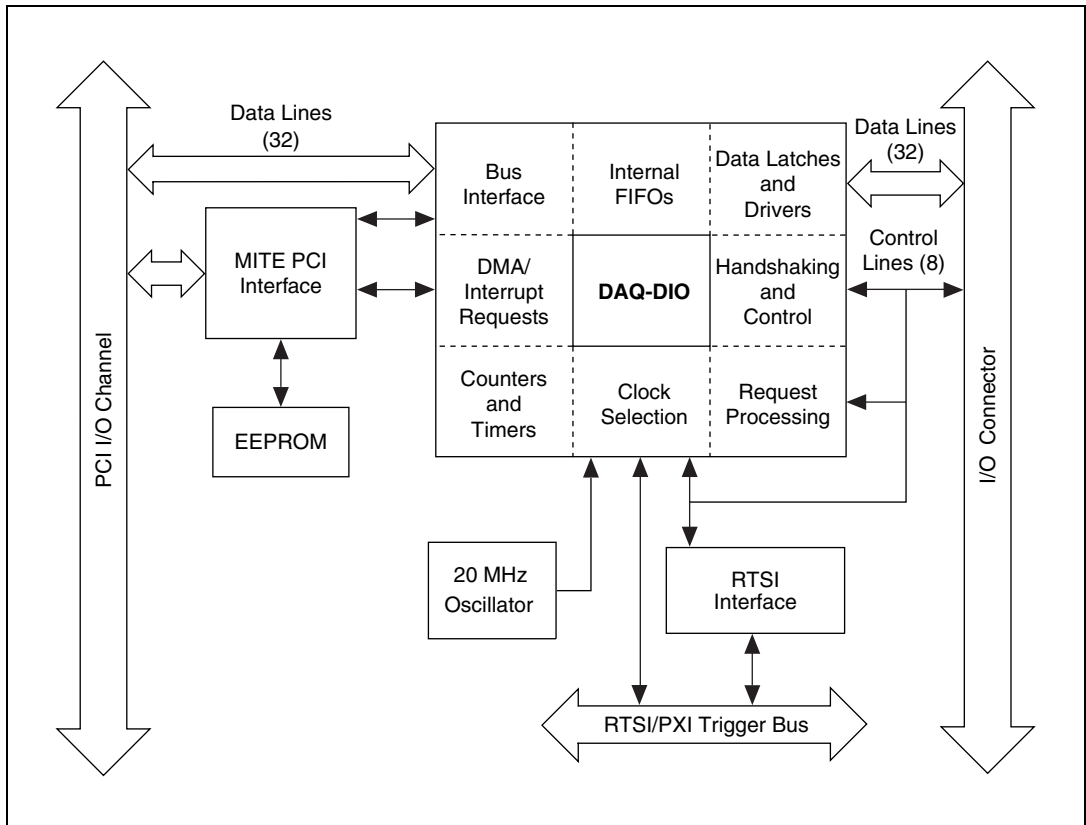 Data Lines
(32)
Data Lines
(32)
Bus
Interface
Internal
FIFOs
Data Latches
and
Drivers
MITE PCI
Interface
DMA/
Interrupt
Requests
DAQ-DIO
Handshaking
and
Control
Control
Lines (8)
Counters
and
Timers
Clock
Selection
Request
Processing
EEPROM
PCI I/O Channel
I/O Connector
20 MHz
Oscillator
RTSI
Interface
RTSI/PXI Trigger Bus